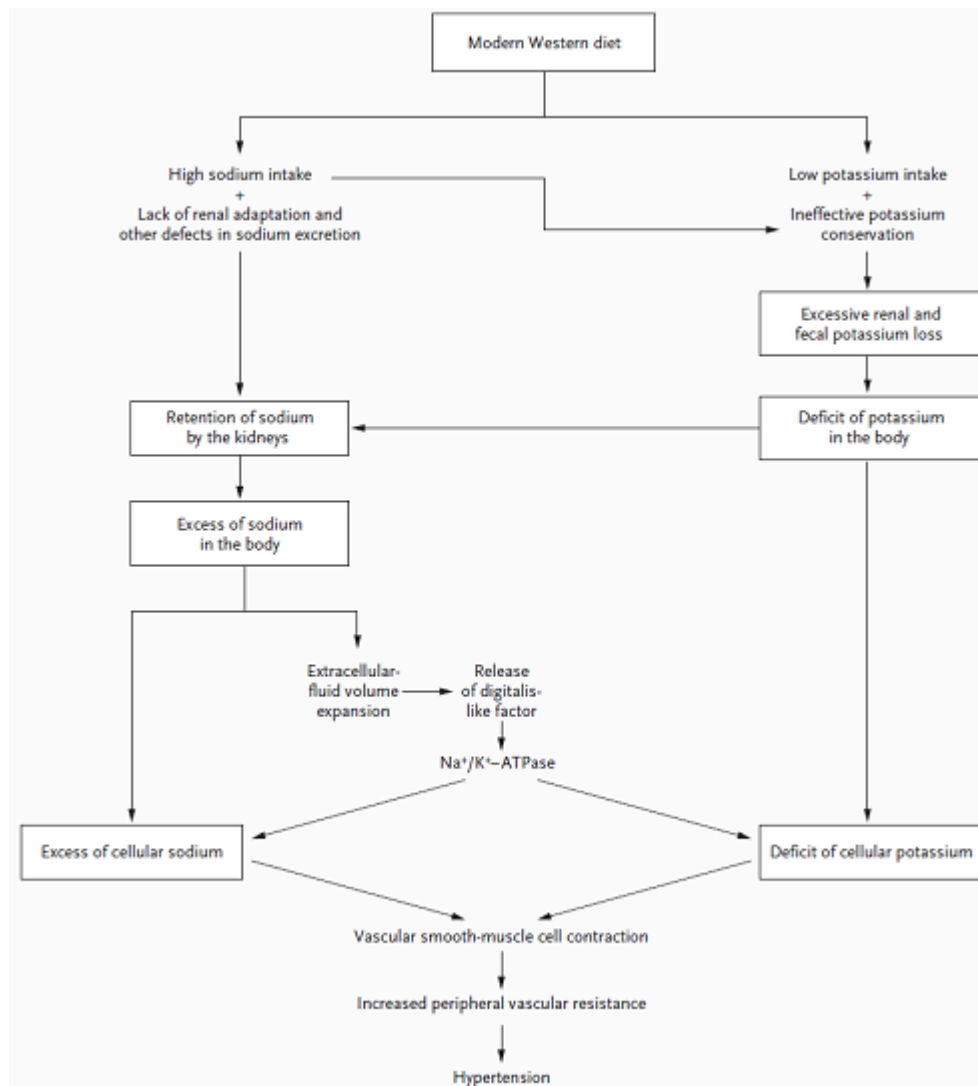 Modern Western diet
High sodium intake
+
Lack of renal adaptation and
other defects in sodium excretion
Low potassium intake
+
Ineffective potassium
conservation
Excessive renal and
fecal potassium loss
Retention of sodium
by the kidneys
Deficit of potassium
in the body
Excess of sodium
in the body
Extracellular-
fluid volume
expansion
Release
of digitalis-
like factor
Na⁺/K⁺–ATPase
Excess of cellular sodium
Deficit of cellular potassium
Vascular smooth-muscle cell contraction
Increased peripheral vascular resistance
Hypertension